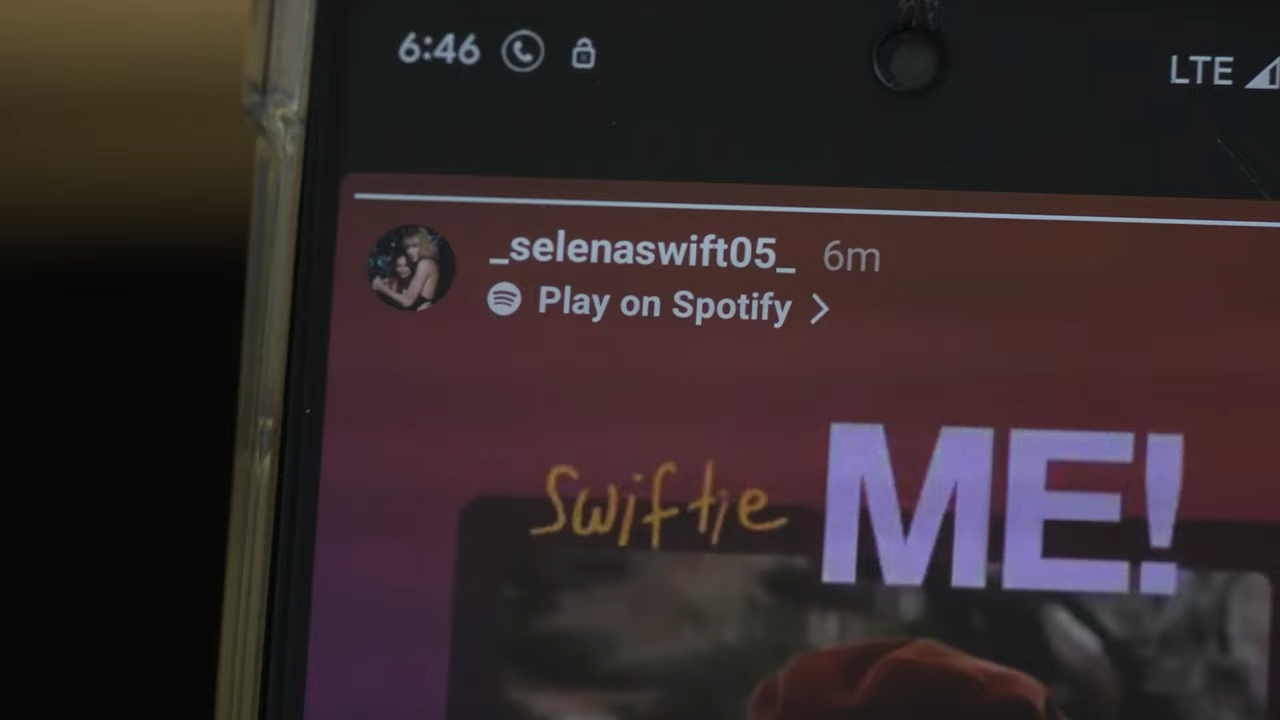 6:46
LTE
_selenaswift05_ 6m
Play on Spotify >
Swiftie ME!